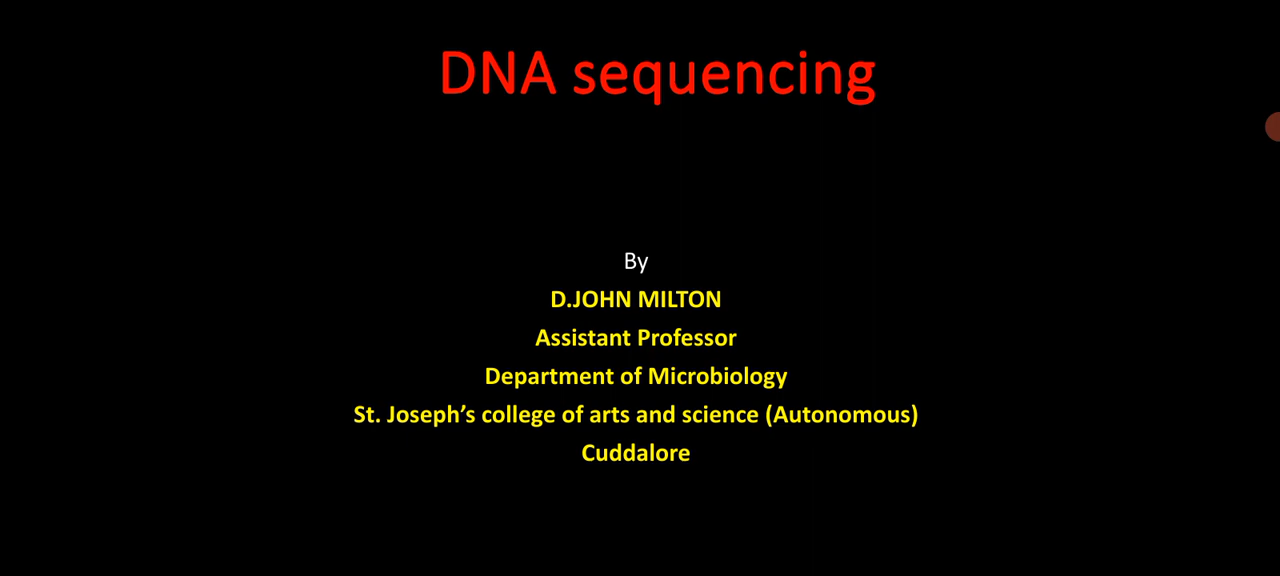 DNA sequencing
By
D.JOHN MILTON
Assistant Professor
Department of Microbiology
St. Joseph’s college of arts and science (Autonomous)
Cuddalore